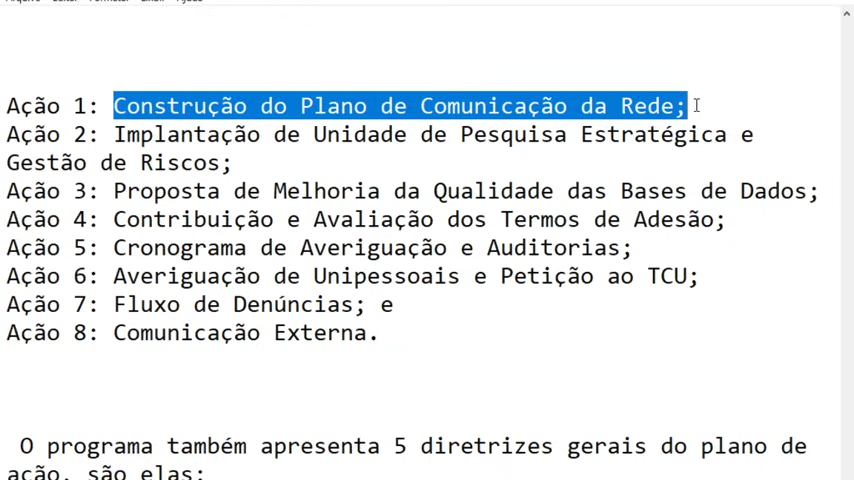 Ação 1: Construção do Plano de Comunicação da Rede;
Ação 2: Implantação de Unidade de Pesquisa Estratégica e
Gestão de Riscos;
Ação 3: Proposta de Melhoria da Qualidade das Bases de Dados;
Ação 4: Contribuição e Avaliação dos Termos de Adesão;
Ação 5: Cronograma de Averiguação e Auditorias;
Ação 6: Averiguação de Unipessoais e Petição ao TCU;
Ação 7: Fluxo de Denúncias; e
Ação 8: Comunicação Externa.
O programa também apresenta 5 diretrizes gerais do plano de
ação, são elas: